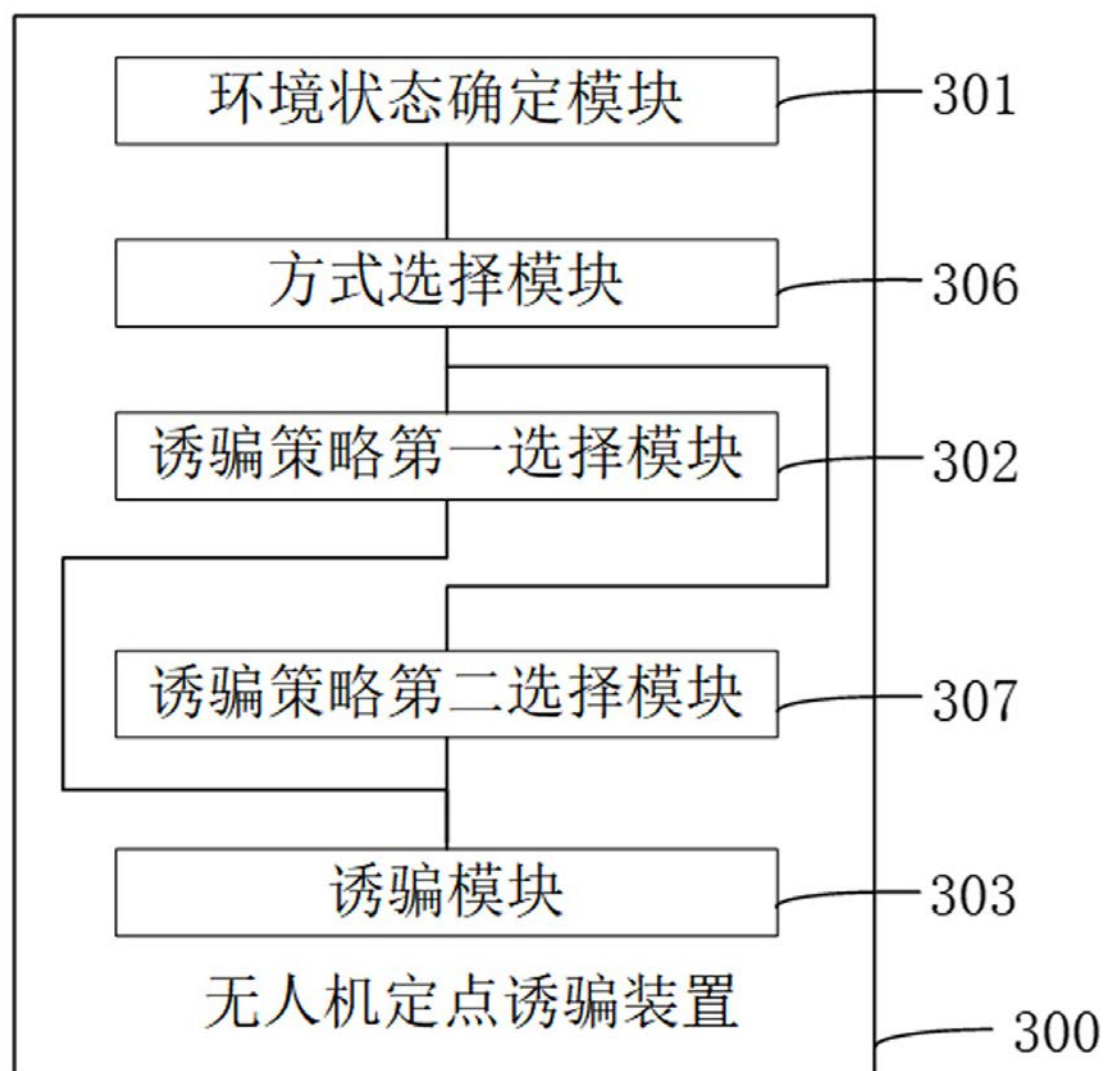 环境状态确定模块
301
方式选择模块
306
诱骗策略第一选择模块
302
诱骗策略第二选择模块
307
诱骗模块
303
无人机定点诱骗装置
300